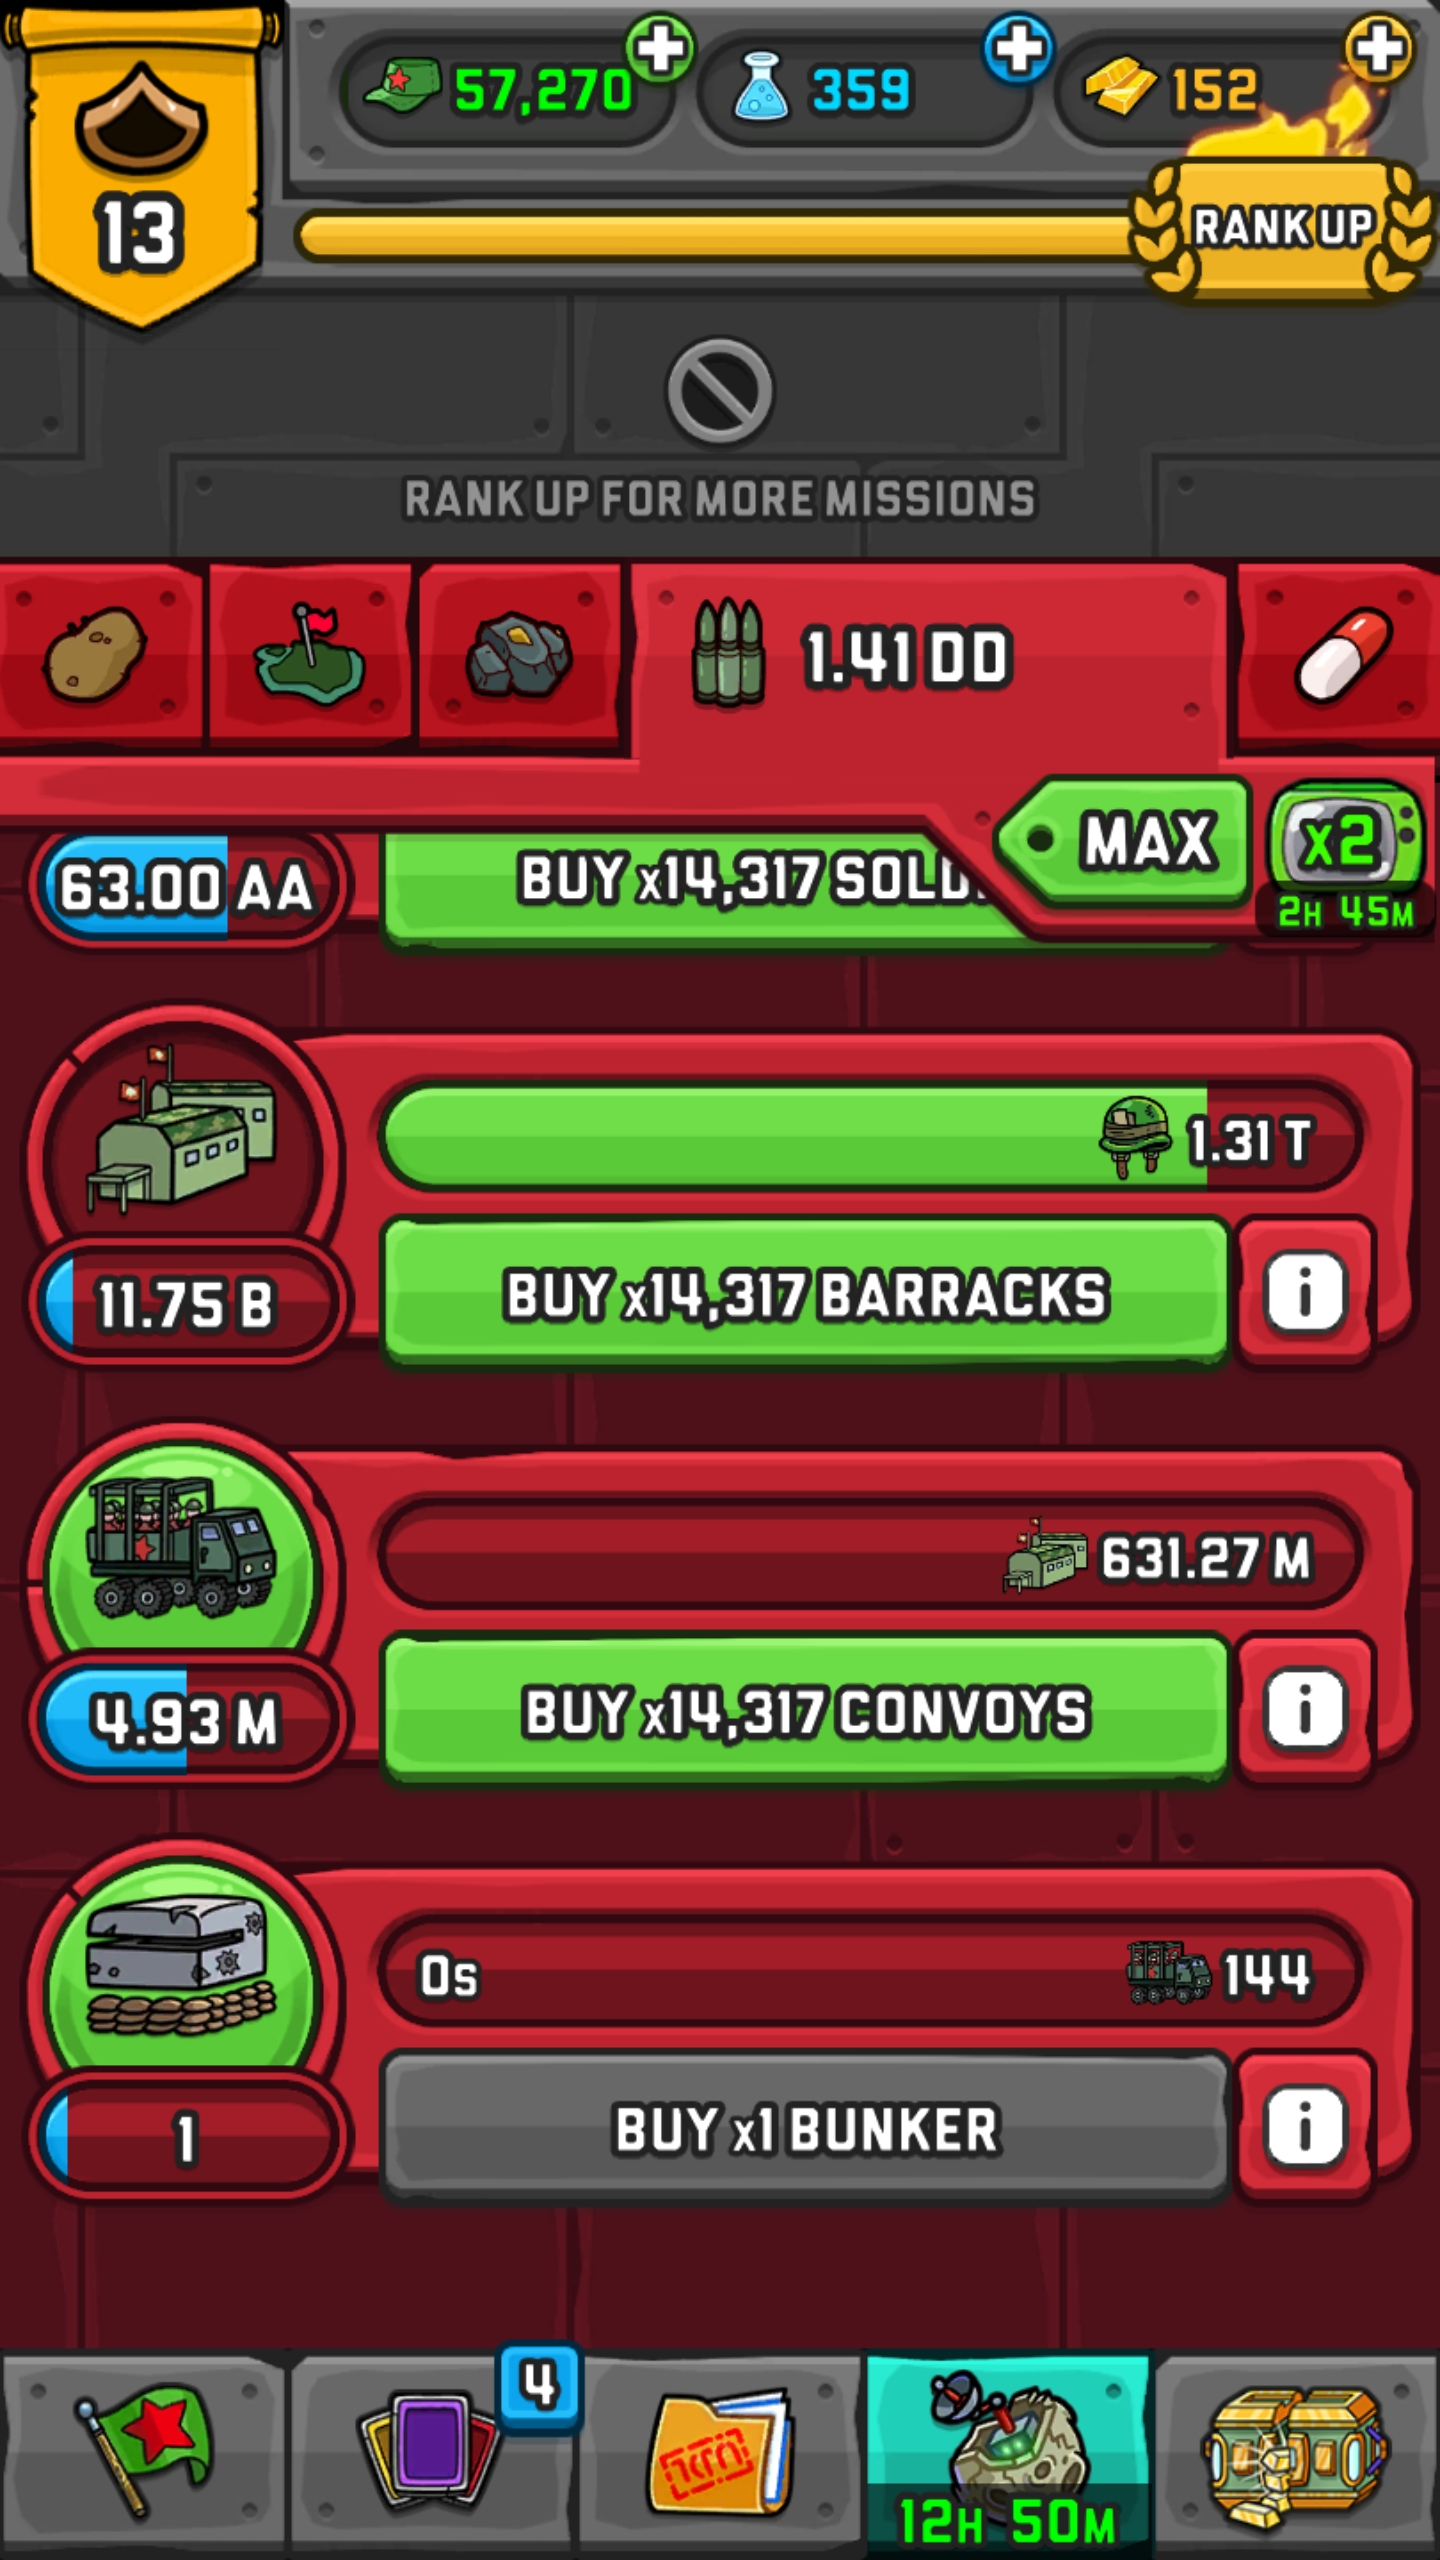 57,270
359
152
13
RANK UP
RANK UP FOR MORE MISSIONS
1.41 DD
MAX
x2
2H 45M
63.00 AA
BUY x14,317
1.31 T
11.75 B
BUY x14,317 BARRACKS
i
631.27 M
4.93 M
BUY x14,317 CONVOYS
i
0s
144
1
BUY x1 BUNKER
i
4
12H 50M